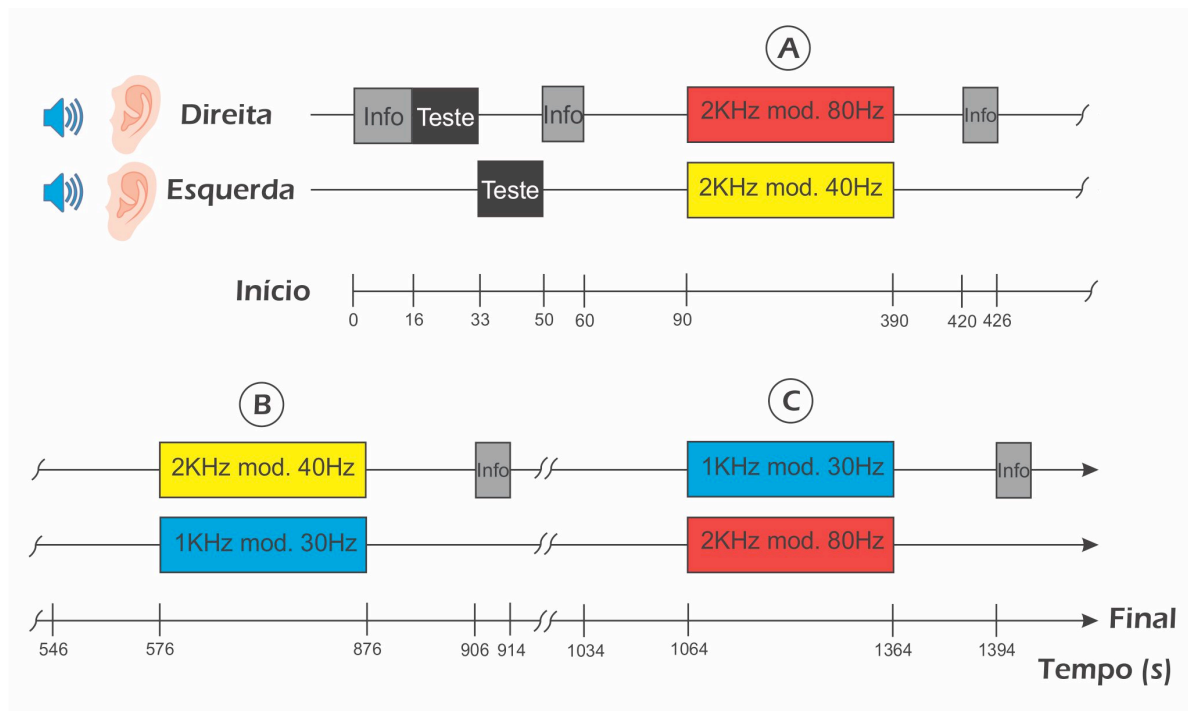 A
Direita Info Teste Info 2KHz mod. 80Hz Info
Esquerda Teste 2KHz mod. 40Hz
Início
0 16 33 50 60 90 390 420 426
B C
2KHz mod. 40Hz Info 1KHz mod. 30Hz Info
1KHz mod. 30Hz 2KHz mod. 80Hz
Final
546 576 876 906 914 1034 1064 1364 1394
Tempo (s)